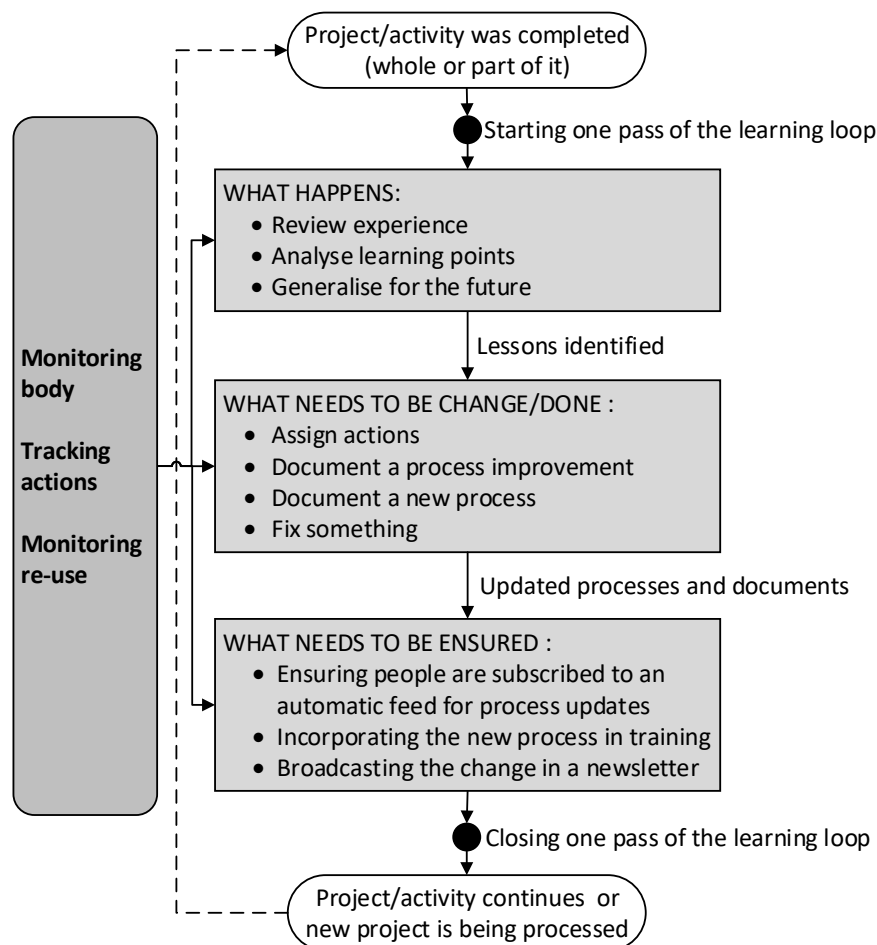 Project/activity was completed
(whole or part of it)
Starting one pass of the learning loop
WHAT HAPPENS:
• Review experience
• Analyse learning points
• Generalise for the future
Lessons identified
Monitoring
body
Tracking
actions
Monitoring
re-use
WHAT NEEDS TO BE CHANGE/DONE :
• Assign actions
• Document a process improvement
• Document a new process
• Fix something
Updated processes and documents
WHAT NEEDS TO BE ENSURED :
• Ensuring people are subscribed to an
automatic feed for process updates
• Incorporating the new process in training
• Broadcasting the change in a newsletter
Closing one pass of the learning loop
Project/activity continues or
new project is being processed